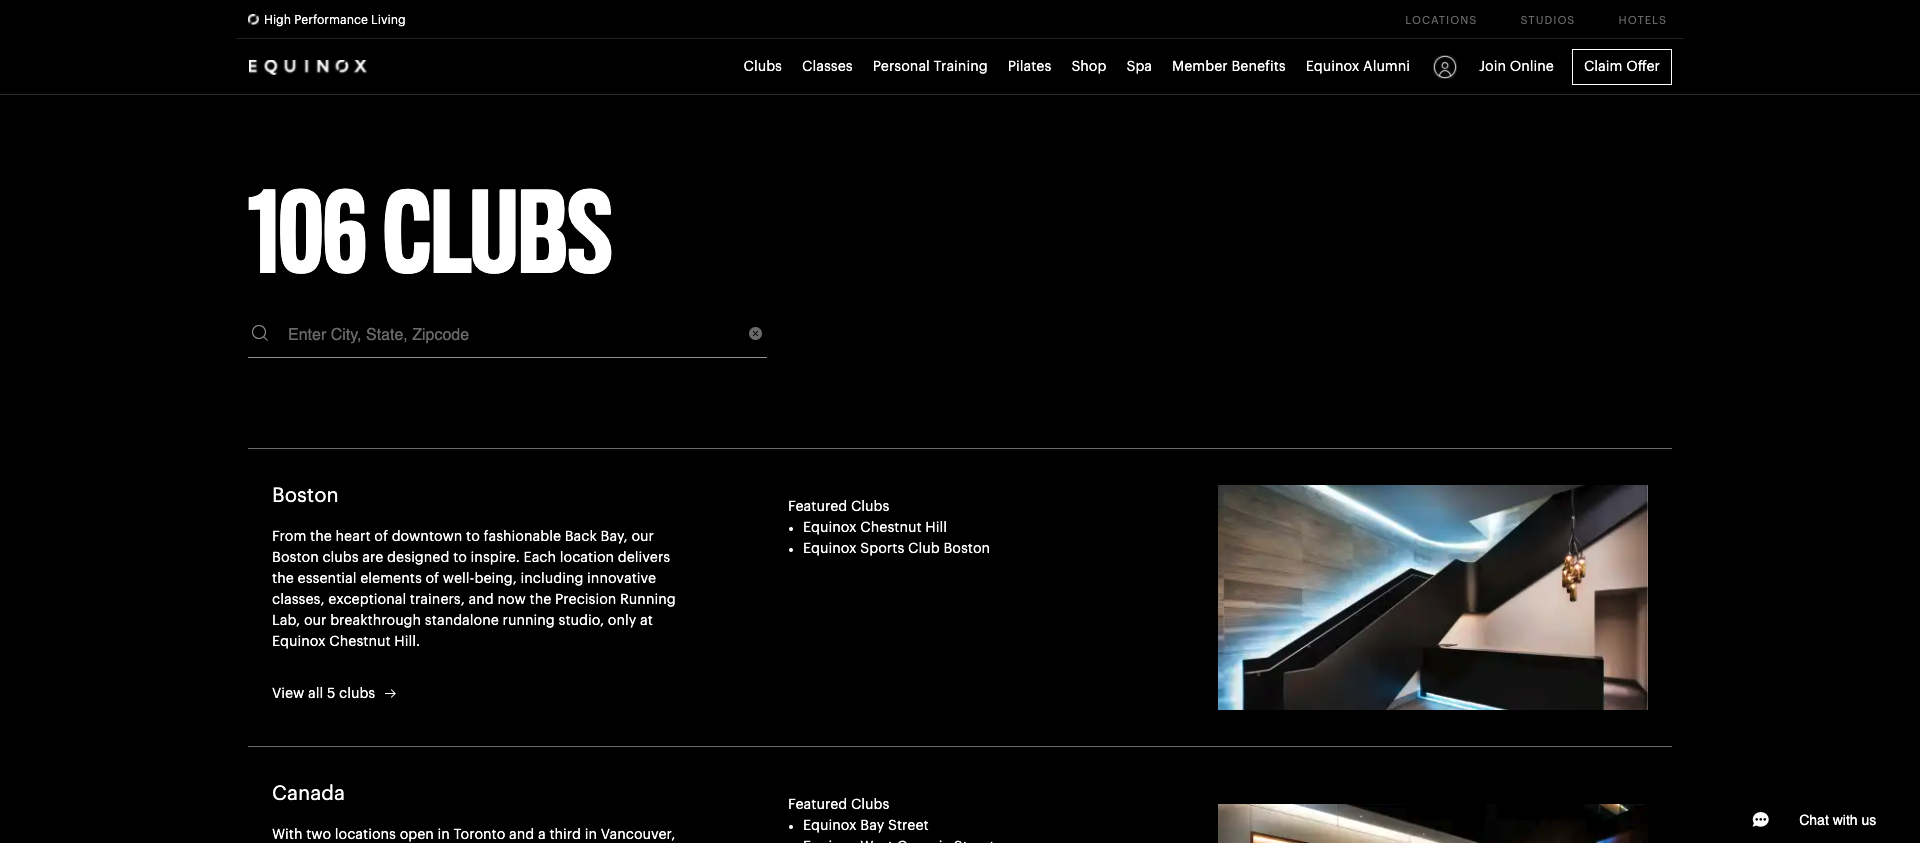 High Performance Living
LOCATIONS STUDIOS HOTELS
EQUINOX
Clubs Classes Personal Training Pilates Shop Spa Member Benefits Equinox Alumni Join Online Claim Offer
106 CLUBS
Enter City, State, Zipcode
Boston
From the heart of downtown to fashionable Back Bay, our
Boston clubs are designed to inspire. Each location delivers
the essential elements of well-being, including innovative
classes, exceptional trainers, and now the Precision Running
Lab, our breakthrough standalone running studio, only at
Equinox Chestnut Hill.
View all 5 clubs →
Featured Clubs
• Equinox Chestnut Hill
• Equinox Sports Club Boston
Canada
With two locations open in Toronto and a third in Vancouver,
Featured Clubs
• Equinox Bay Street
Chat with us